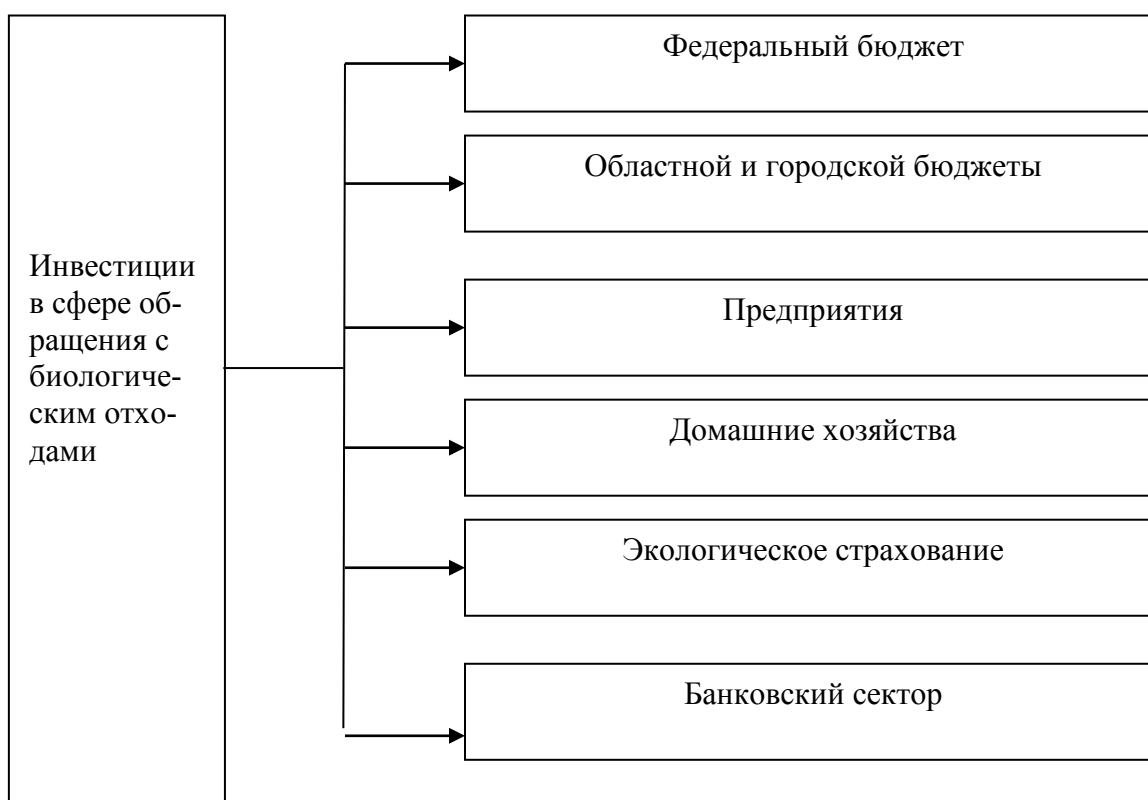 Инвестиции
в сфере об-
ращения с
биологиче-
ским отхо-
дами
Федеральный бюджет
Областной и городской бюджеты
Предприятия
Домашние хозяйства
Экологическое страхование
Банковский сектор